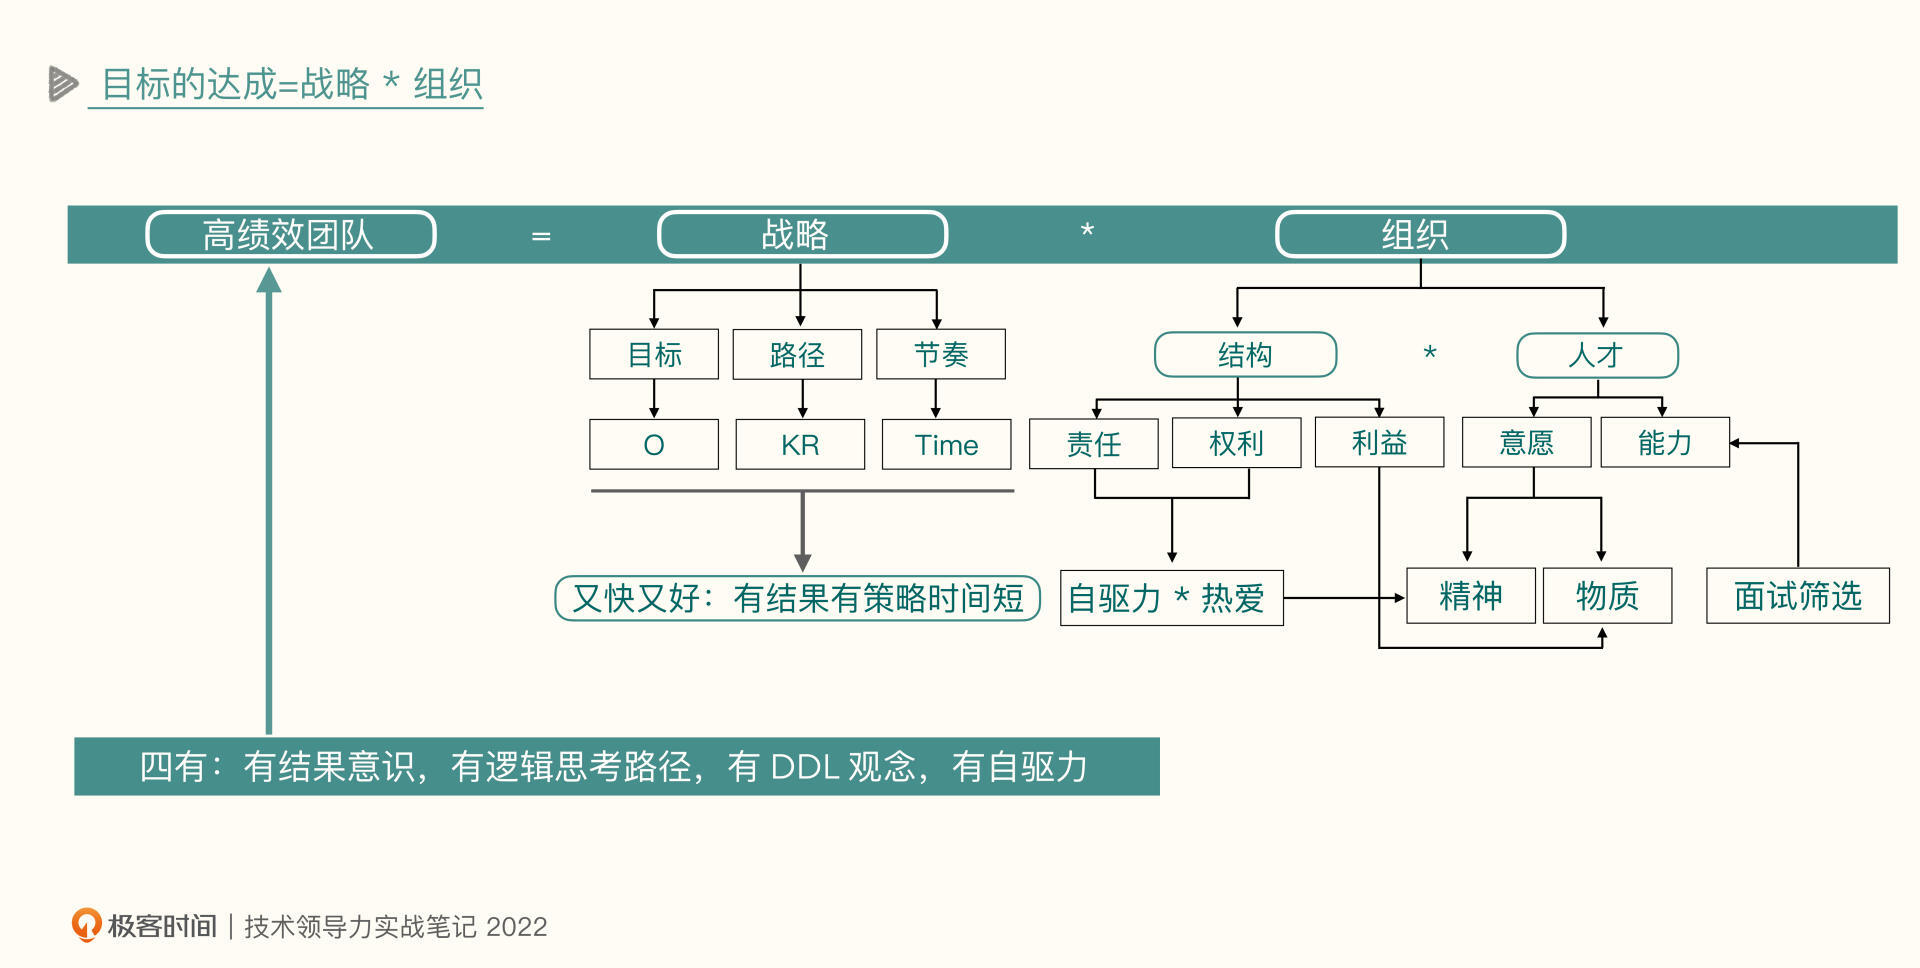 目标的达成=战略 * 组织
高绩效团队 = 战略 * 组织
目标 路径 节奏 结构 * 人才
O KR Time 责任 权利 利益 意愿 能力
又快又好：有结果有策略时间短 自驱力 * 热爱 精神 物质 面试筛选
四有：有结果意识，有逻辑思考路径，有 DDL 观念，有自驱力
极客时间 | 技术领导力实战笔记 2022